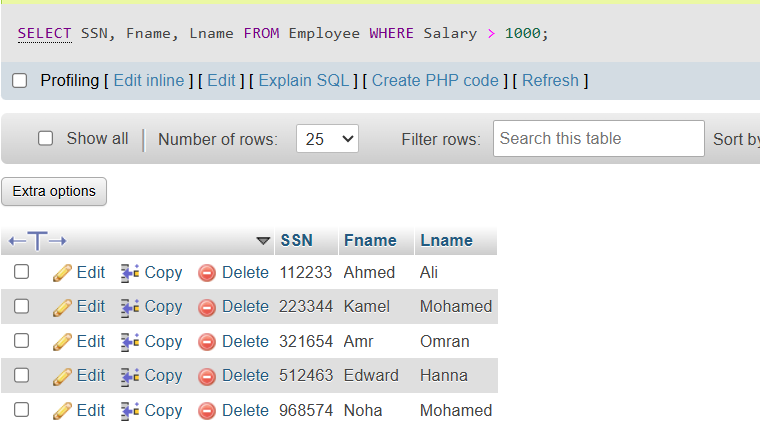 SELECT SSN, Fname, Lname FROM Employee WHERE Salary > 1000;
Profiling [ Edit inline ] [ Edit ] [ Explain SQL ] [ Create PHP code ] [ Refresh ]
Show all Number of rows: 25 Filter rows: Search this table Sort by
Extra options
←T→ SSN Fname Lname
Edit Copy Delete 112233 Ahmed Ali
Edit Copy Delete 223344 Kamel Mohamed
Edit Copy Delete 321654 Amr Omran
Edit Copy Delete 512463 Edward Hanna
Edit Copy Delete 968574 Noha Mohamed